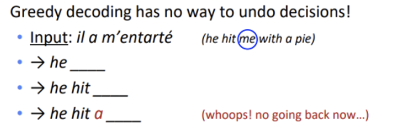 Greedy decoding has no way to undo decisions!
• Input: il a m'entarté (he hit me with a pie)
• → he ____
• → he hit ____
• → he hit a ____ (whoops! no going back now…)